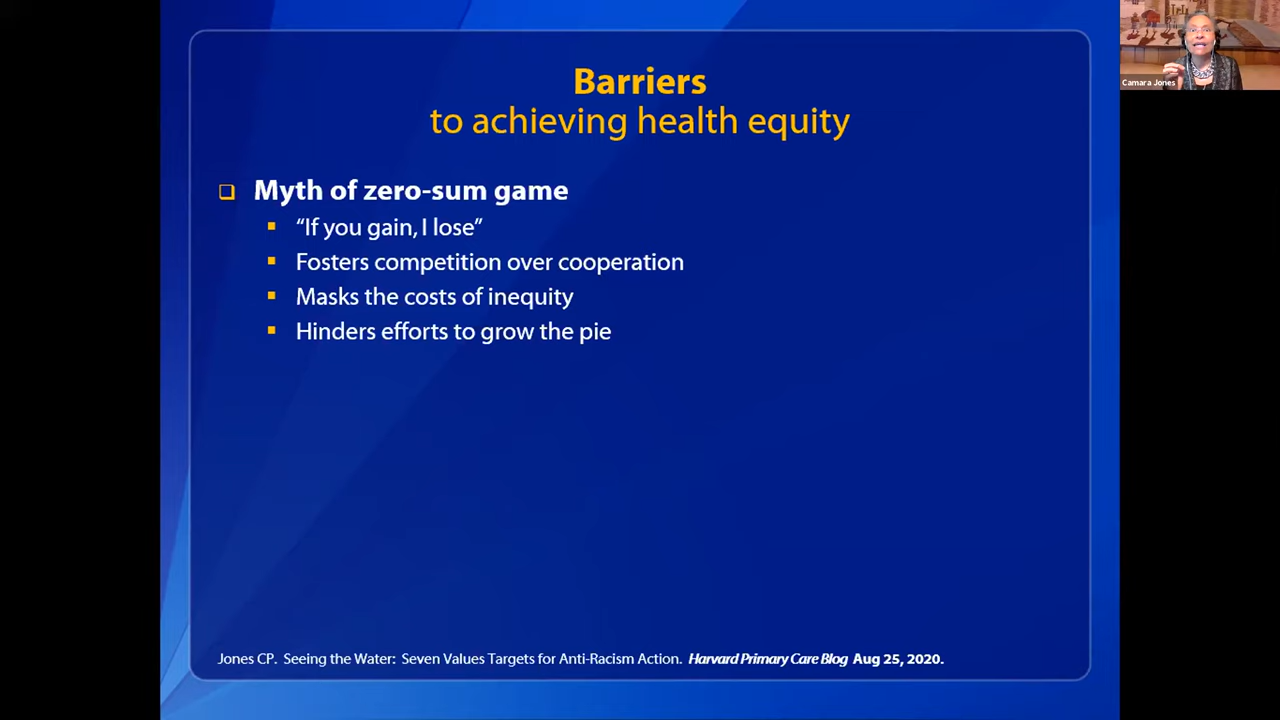 Barriers
to achieving health equity
❑ Myth of zero-sum game
▪ “If you gain, I lose”
▪ Fosters competition over cooperation
▪ Masks the costs of inequity
▪ Hinders efforts to grow the pie
Jones CP. Seeing the Water: Seven Values Targets for Anti-Racism Action. Harvard Primary Care Blog Aug 25, 2020.
Camara Jones